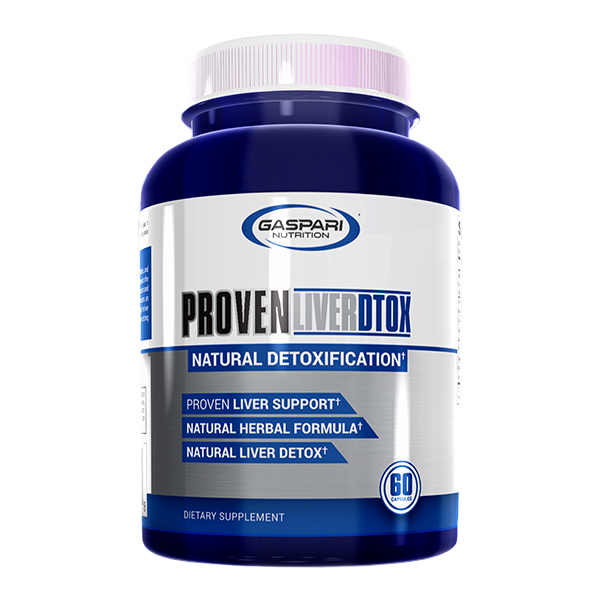 GASPARI
NUTRITION
PROVENLIVERDTOX
NATURAL DETOXIFICATION†
PROVEN LIVER SUPPORT†
NATURAL HERBAL FORMULA†
NATURAL LIVER DETOX†
60
CAPSULES
DIETARY SUPPLEMENT